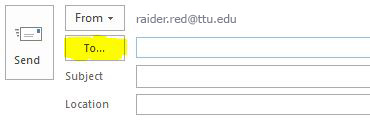 From raider.red@ttu.edu
To...
Send
Subject
Location